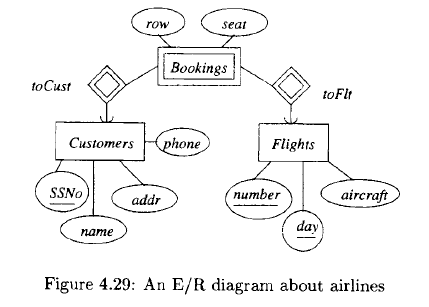 row
seat
Bookings
toCust
toFlt
Customers
phone
Flights
SSNo
addr
number
aircraft
name
day
Figure 4.29: An E/R diagram about airlines